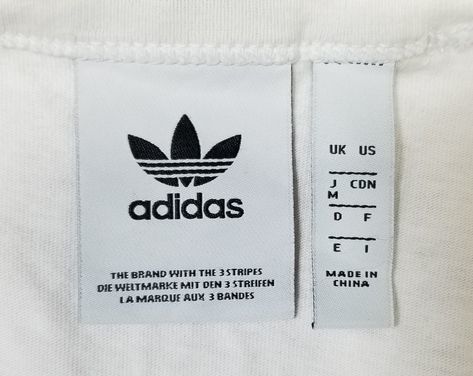 adidas
THE BRAND WITH THE 3 STRIPES
DIE WELTMARKE MIT DEN 3 STREIFEN
LA MARQUE AUX 3 BANDES
UK US
J CDN
M
D F
E I
MADE IN
CHINA